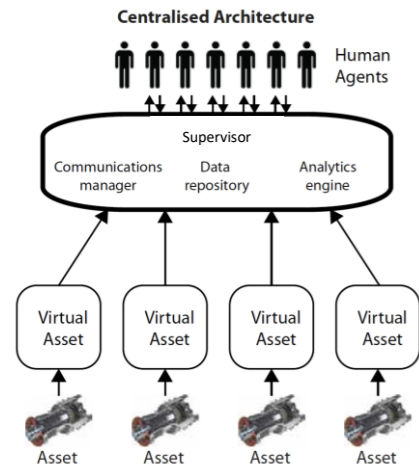 Centralised Architecture
Human
Agents
Supervisor
Communications
manager
Data
repository
Analytics
engine
Virtual
Asset
Virtual
Asset
Virtual
Asset
Virtual
Asset
Asset
Asset
Asset
Asset